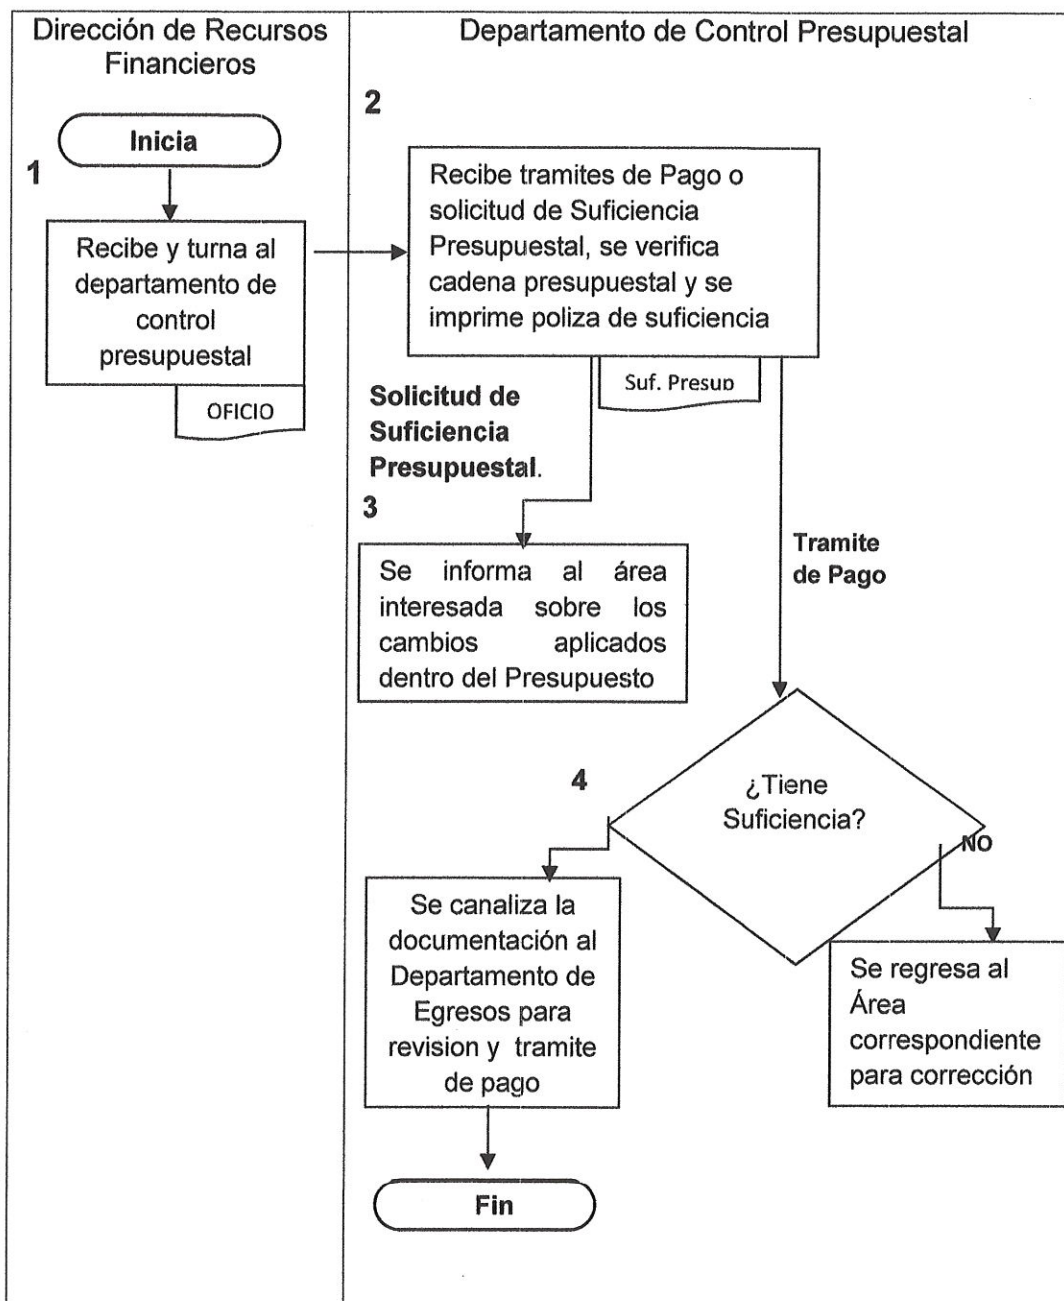 Dirección de Recursos
Financieros
Departamento de Control Presupuestal
Inicia
1
Recibe y turna al
departamento de
control
presupuestal
OFICIO
2
Recibe tramites de Pago o
solicitud de Suficiencia
Presupuestal, se verifica
cadena presupuestal y se
imprime poliza de suficiencia
Suf. Presup
Solicitud de
Suficiencia
Presupuestal.
3
Se informa al área
interesada sobre los
cambios aplicados
dentro del Presupuesto
Tramite
de Pago
4
¿Tiene
Suficiencia?
NO
Se canaliza la
documentación al
Departamento de
Egresos para
revision y tramite
de pago
Se regresa al
Área
correspondiente
para corrección
Fin